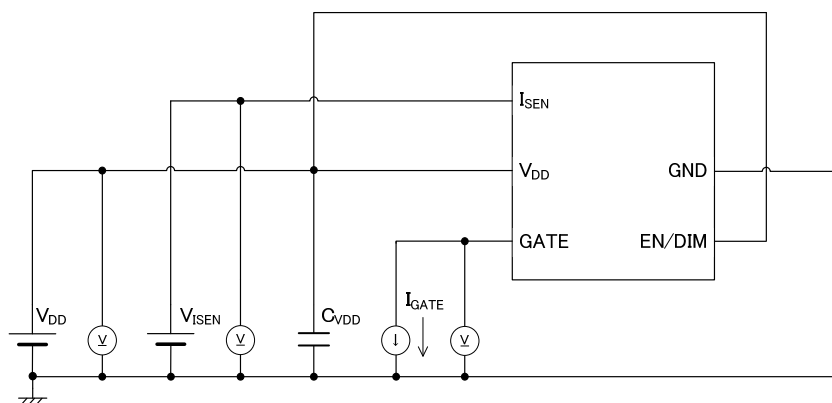 ISEN
VDD
GND
GATE
EN/DIM
VDD
V
VISEN
V
CVDD
IGATE
V